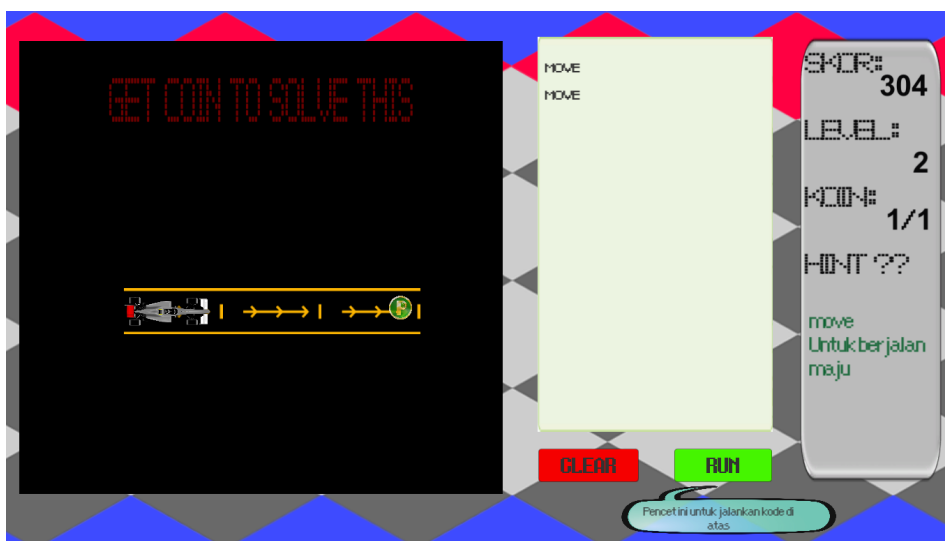 GET COIN TO SOLVE THIS
MOVE
MOVE
CLEAR
RUN
Pencet ini untuk jalankan kode di
atas
SKOR:
304
LEVEL:
2
KOIN:
1/1
HINT ??
move
Untuk berjalan
maju